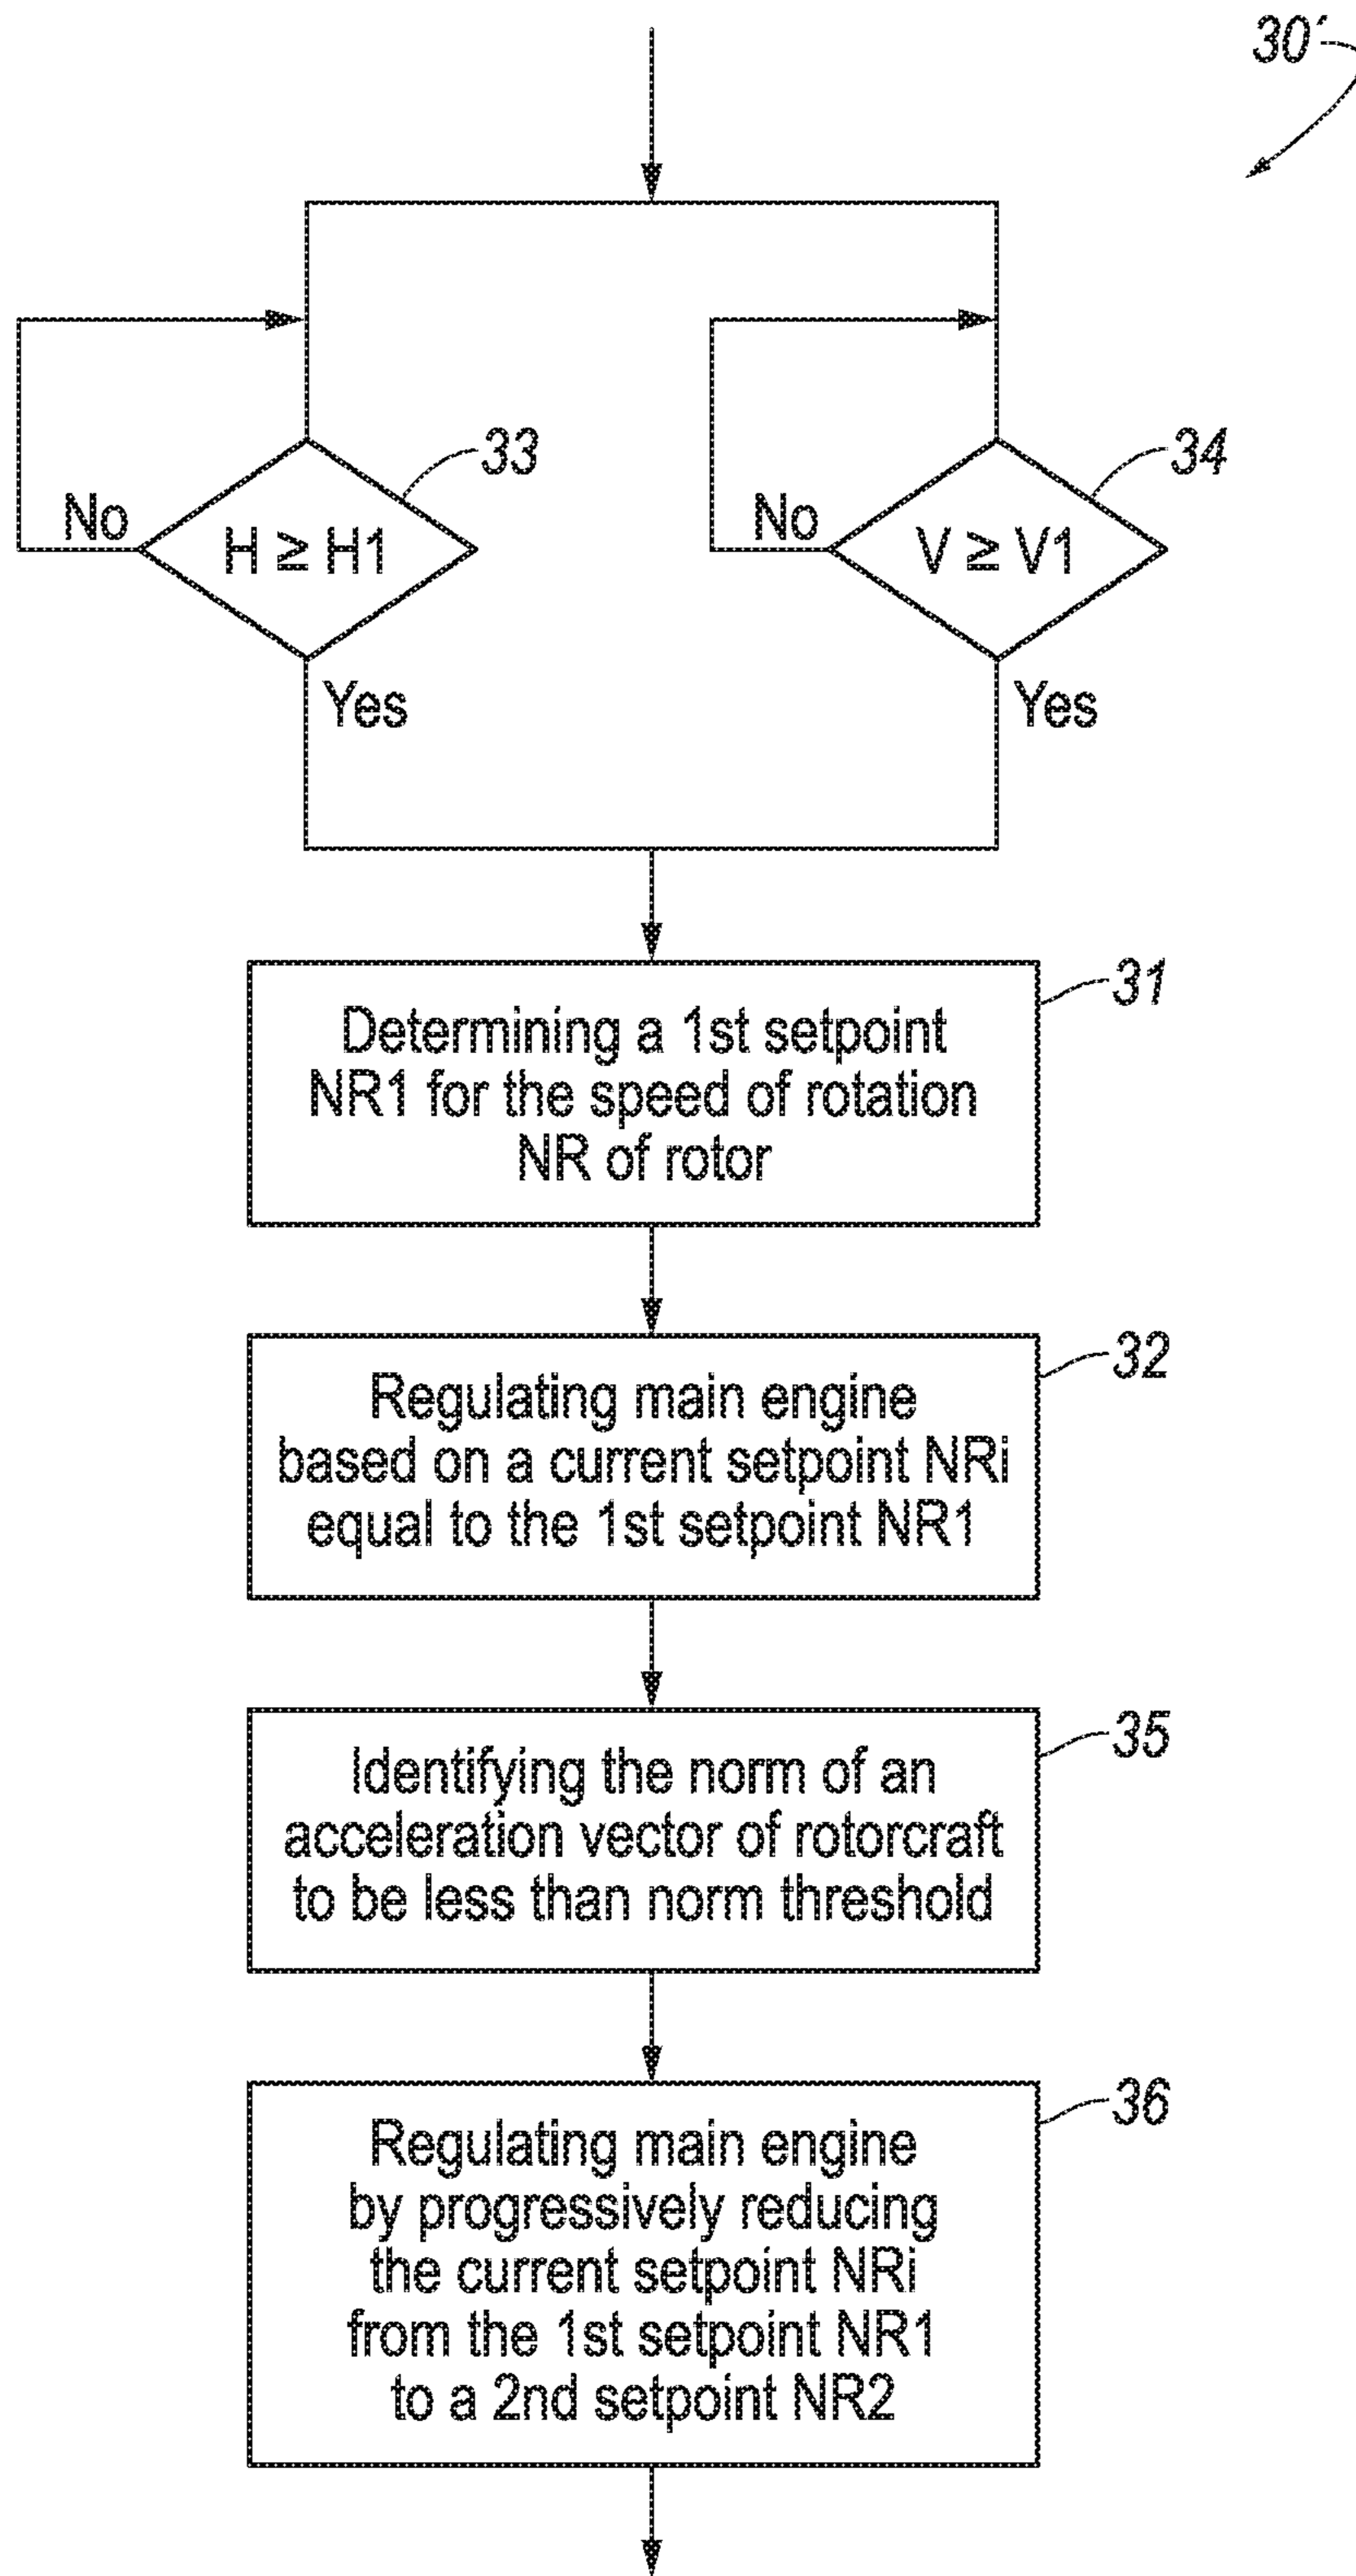 30´
33
34
No
H ≥ H1
No
V ≥ V1
Yes
Yes
31
Determining a 1st setpoint
NR1 for the speed of rotation
NR of rotor
32
Regulating main engine
based on a current setpoint NRi
equal to the 1st setpoint NR1
35
Identifying the norm of an
acceleration vector of rotorcraft
to be less than norm threshold
36
Regulating main engine
by progressively reducing
the current setpoint NRi
from the 1st setpoint NR1
to a 2nd setpoint NR2